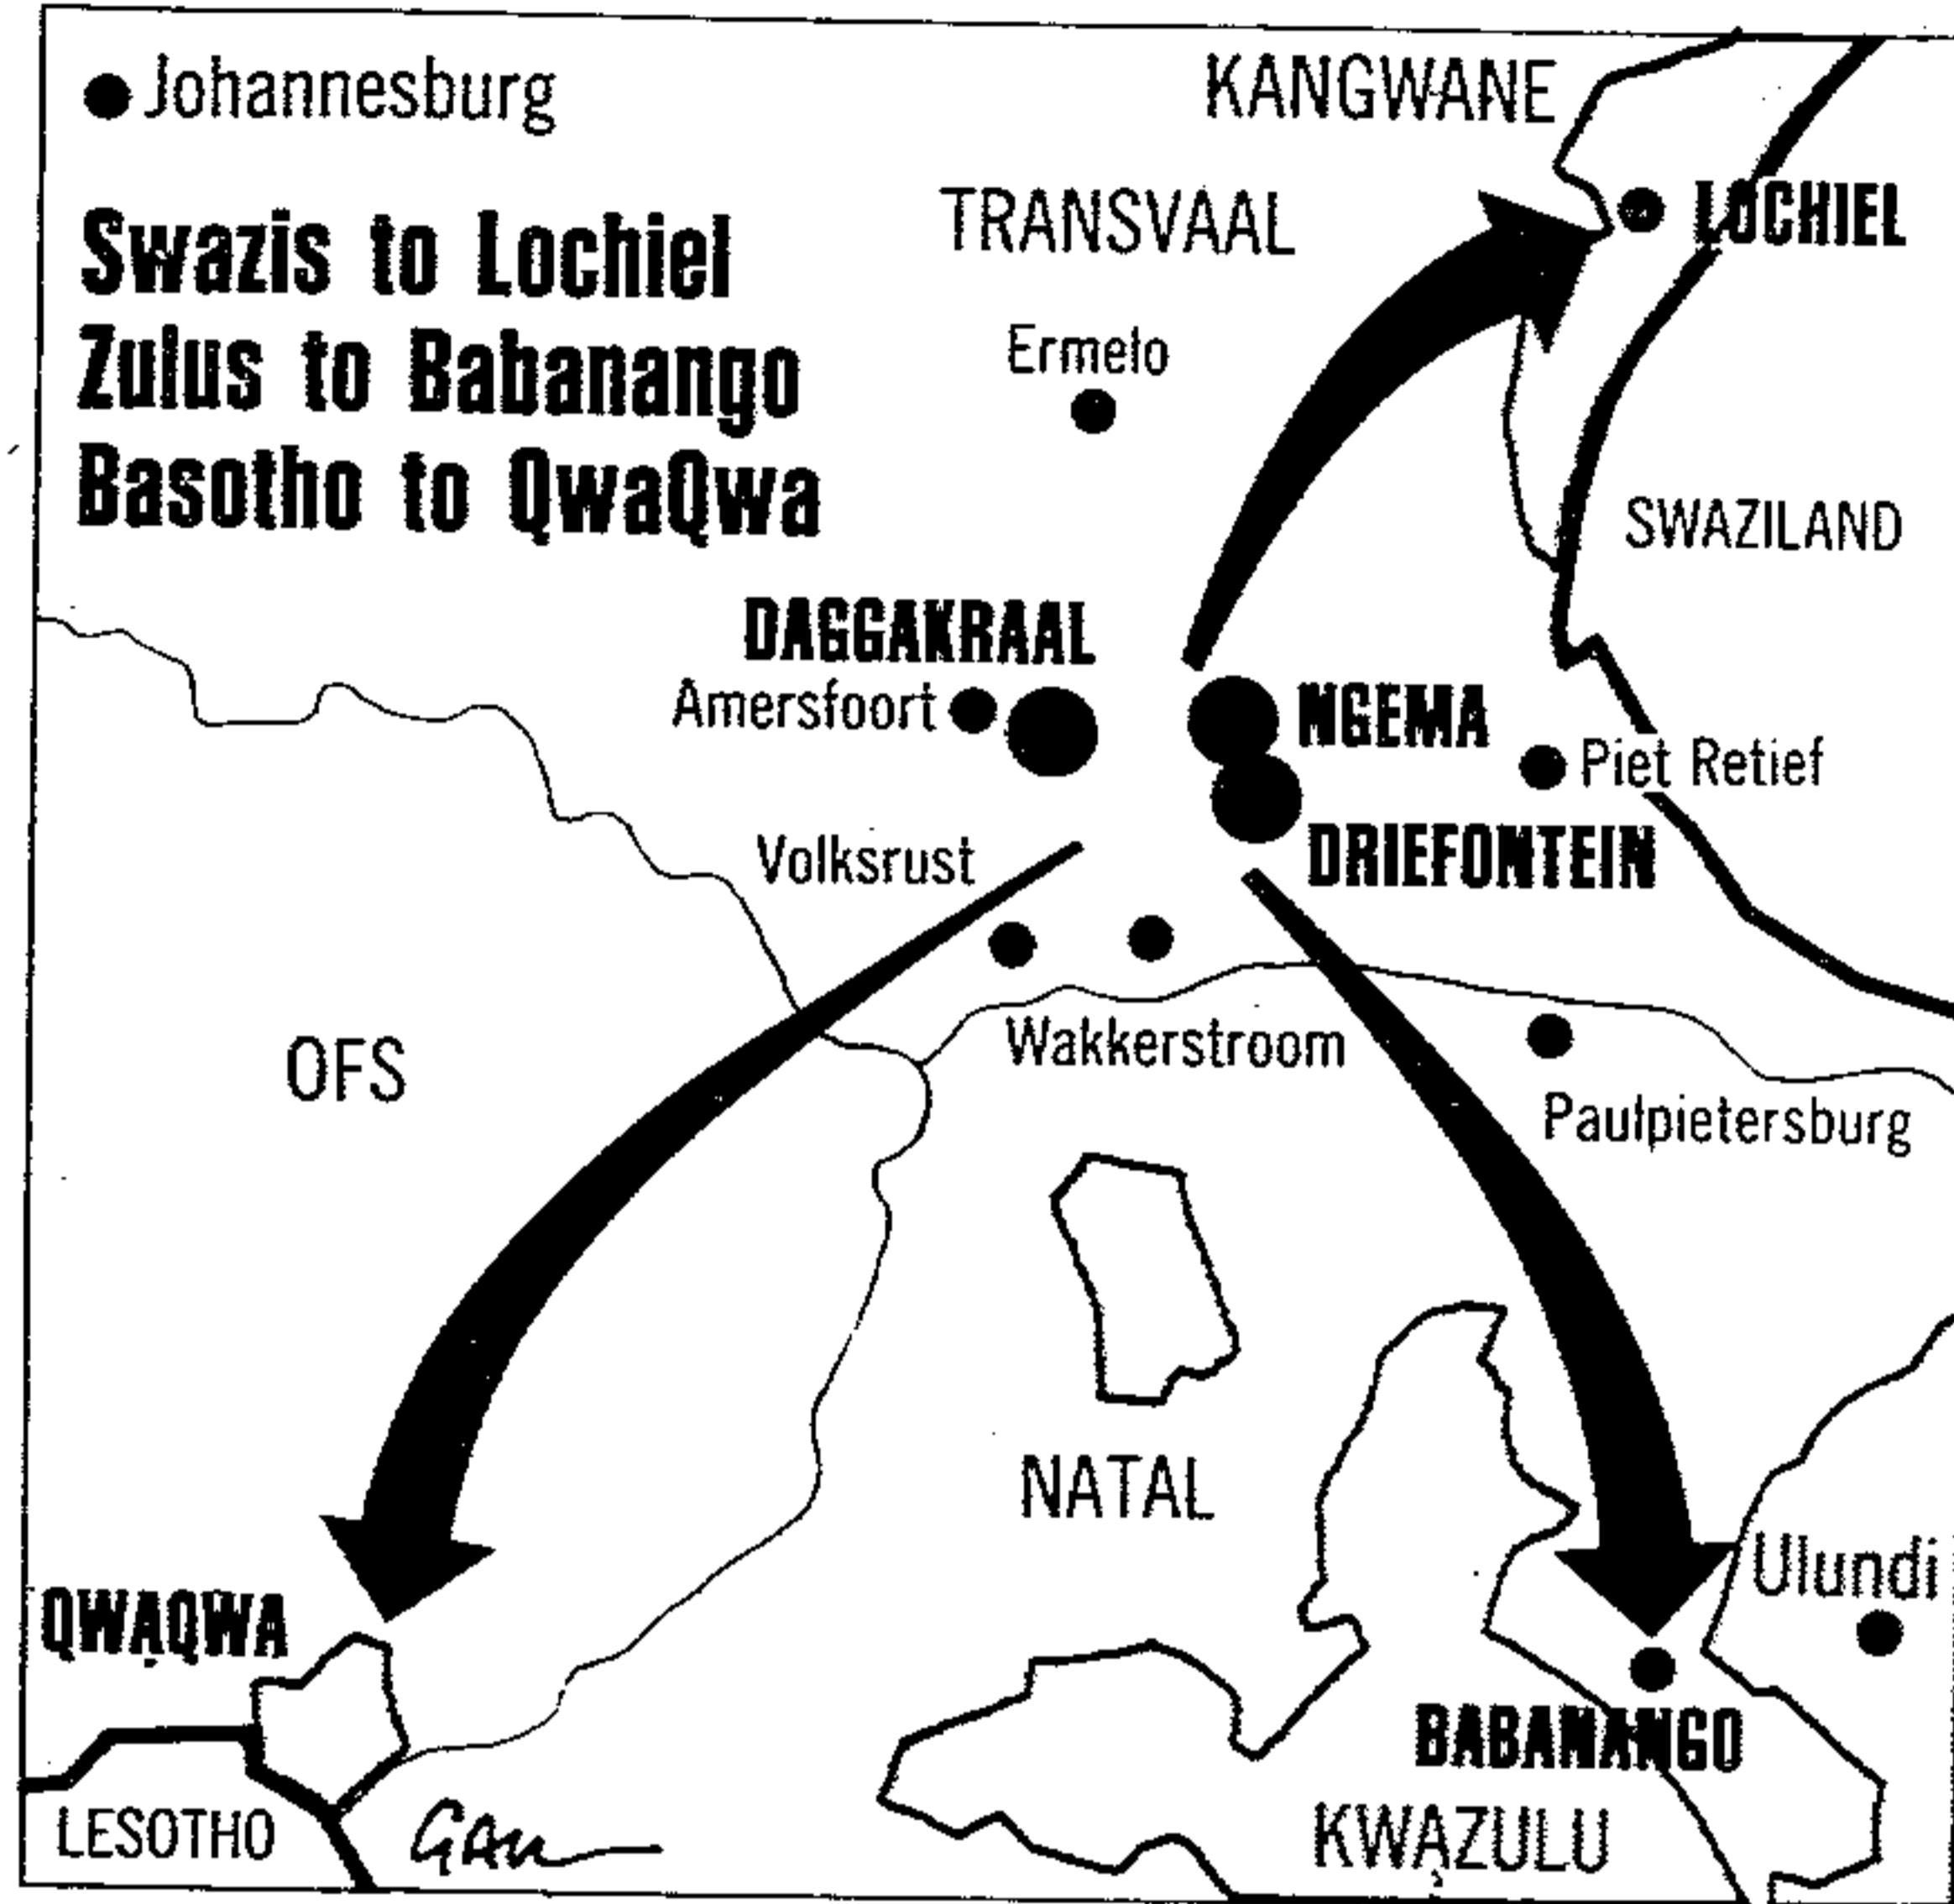 Johannesburg
KANGWANE
Swazis to Lochiel
Zulus to Babanango
Basotho to QwaQwa
TRANSVAAL
LOCHIEL
Ermelo
SWAZILAND
DAGGAKRAAL
Amersfoort
NGEMA
Piet Retief
Volksrust
DRIEFONTEIN
OFS
Wakkerstroom
Paulpietersburg
NATAL
Ulundi
QWAQWA
BABANANGO
LESOTHO
KWAZULU